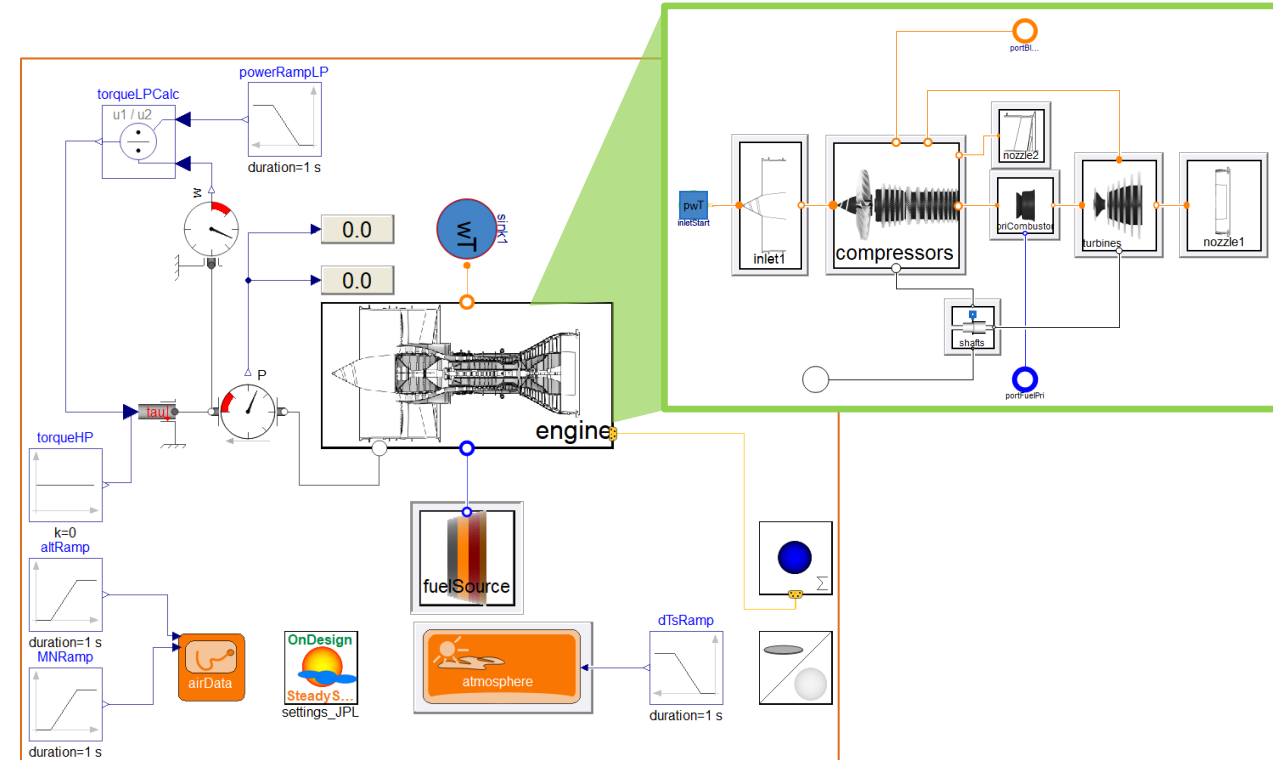 powerRampLP
torqueLPCalc
u1 / u2
duration=1 s
w
0.0
0.0
wT
sink1
P
tau
engine
torqueHP
k=0
altRamp
duration=1 s
MNRamp
duration=1 s
airData
OnDesign
SteadyS...
settings_JPL
fuelSource
atmosphere
dTsRamp
duration=1 s
Σ
portBl...
pwT
inletStart
inlet1
compressors
nozzle2
priCombustor
turbines
nozzle1
shafts
portFuelPri